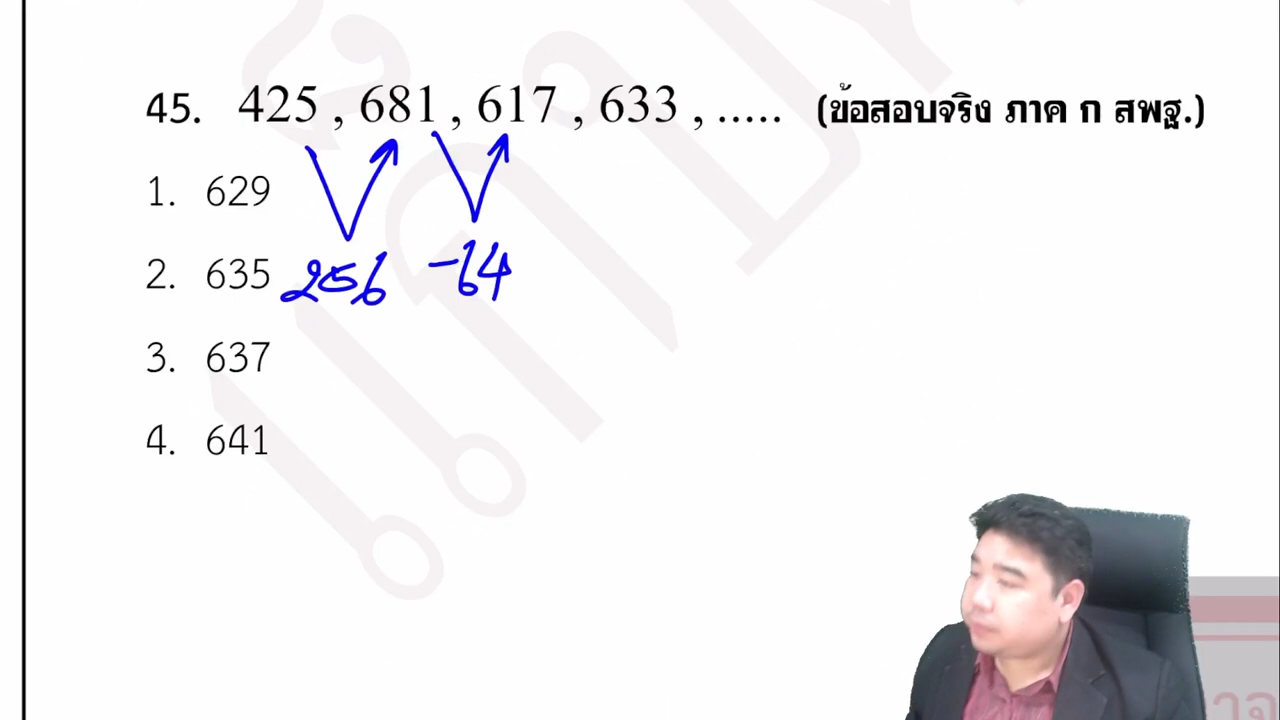 45. 425 , 681 , 617 , 633 , ..... (ข้อสอบจริง ภาค ก สพฐ.)
1. 629
2. 635 256 -64
3. 637
4. 641